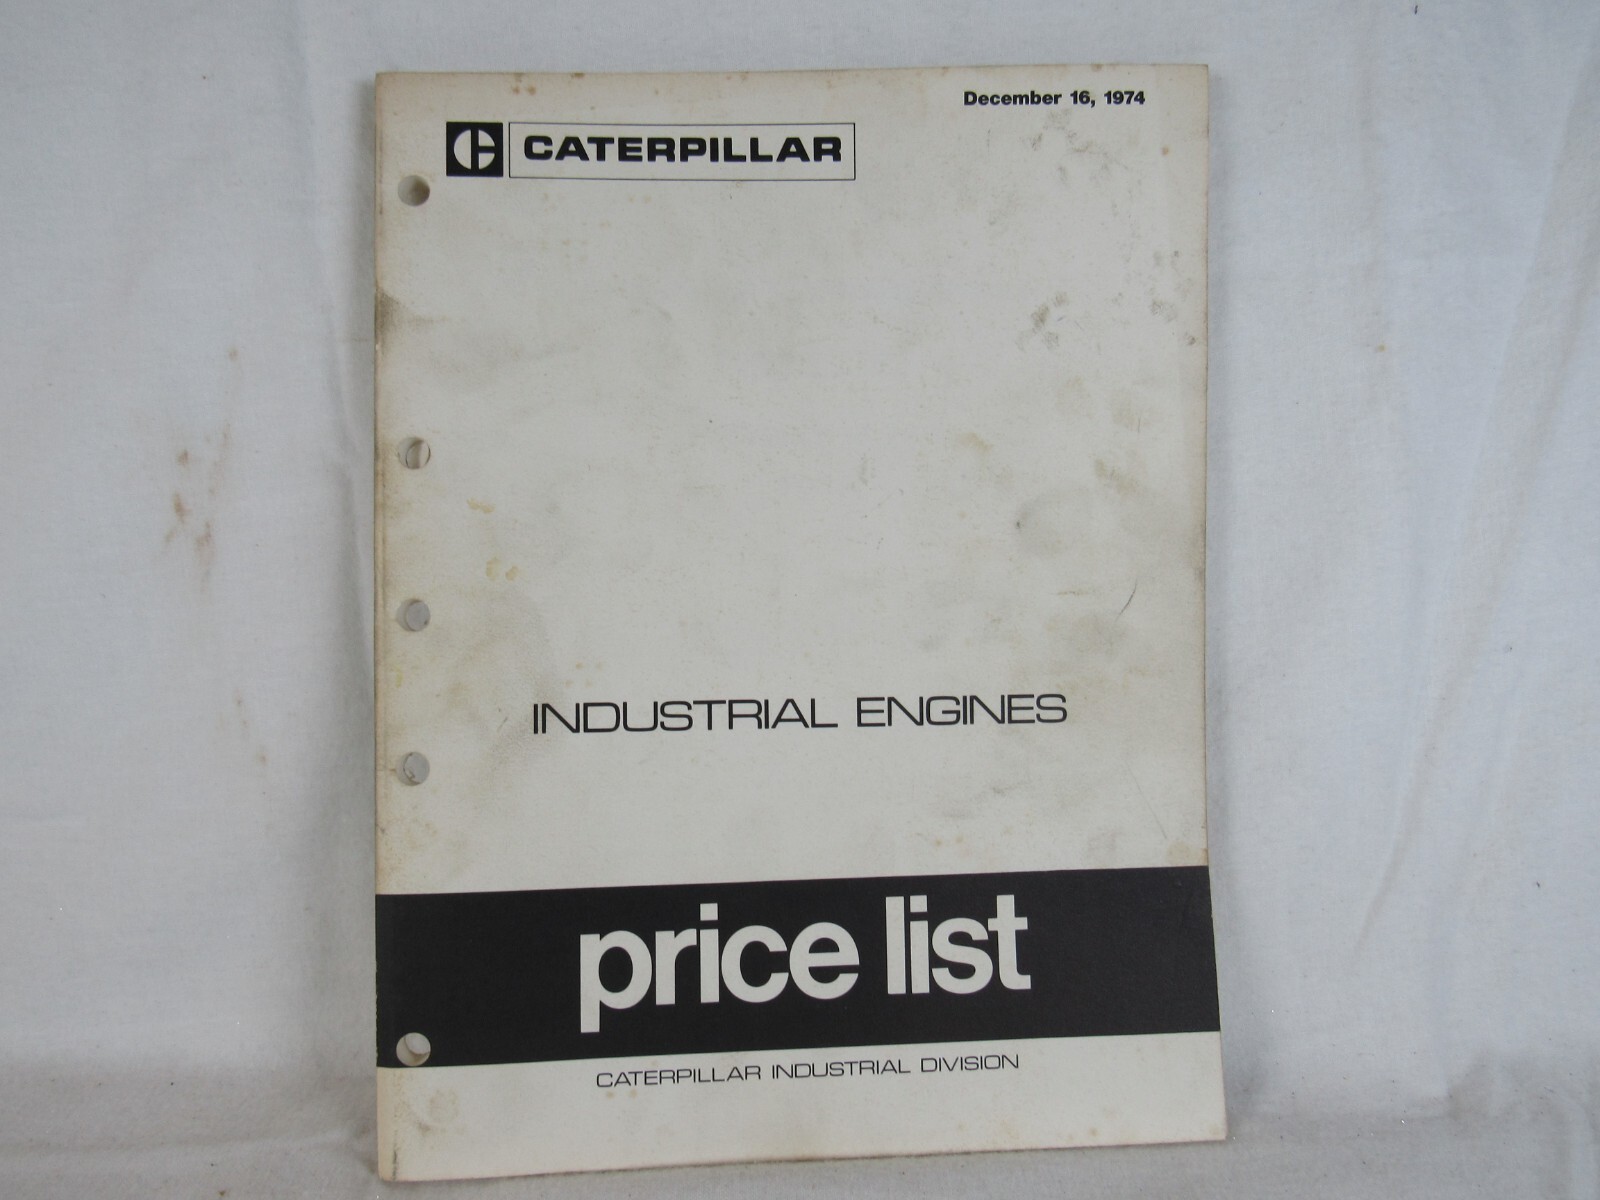 December 16, 1974
CATERPILLAR
INDUSTRIAL ENGINES
price list
CATERPILLAR INDUSTRIAL DIVISION